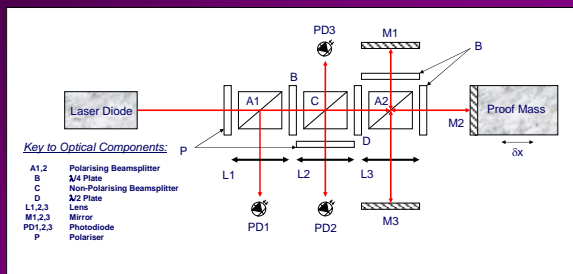 M1
PD3
B
B
A1
C
A2
Laser Diode
Proof Mass
M2
P
D
δx
Key to Optical Components:
L1
L2
L3
A1,2 Polarising Beamsplitter
B λ/4 Plate
C Non-Polarising Beamsplitter
D λ/2 Plate
L1,2,3 Lens
M1,2,3 Mirror
PD1,2,3 Photodiode
P Polariser
PD1
PD2
M3